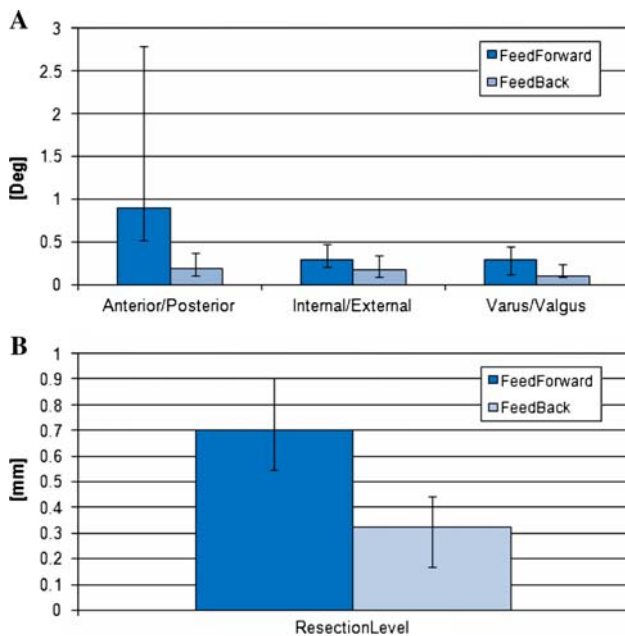 A
3
2.5
2
1.5
1
0.5
0
[Deg]
FeedForward
FeedBack
Anterior/Posterior
Internal/External
Varus/Valgus
B
1
0.9
0.8
0.7
0.6
0.5
0.4
0.3
0.2
0.1
0
[mm]
FeedForward
FeedBack
ResectionLevel